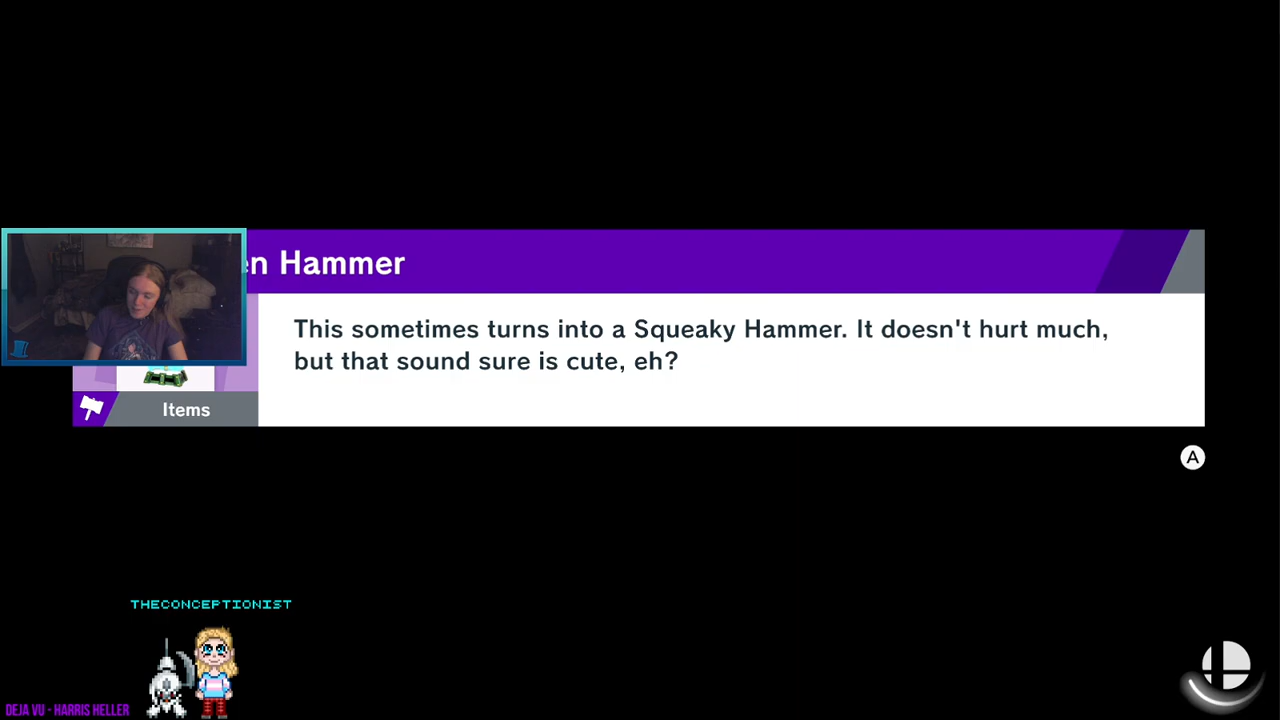 en Hammer
This sometimes turns into a Squeaky Hammer. It doesn't hurt much,
but that sound sure is cute, eh?
Items
A
THECONCEPTIONIST
DEJA VU - HARRIS HELLER